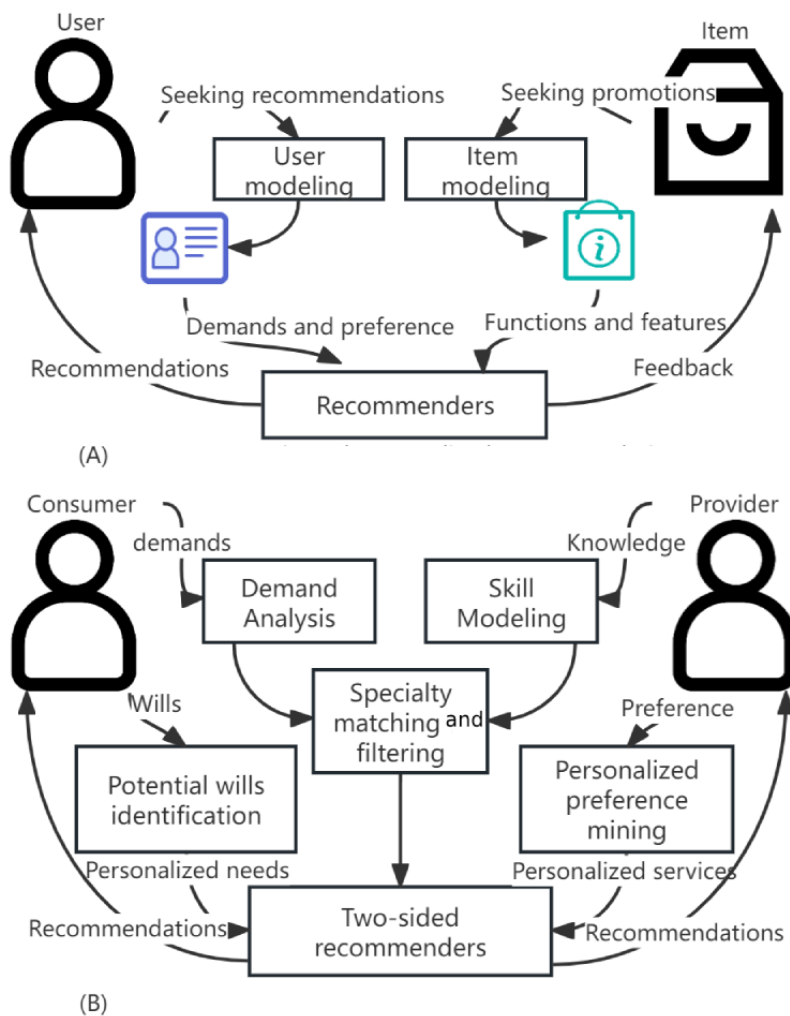 User
Item
Seeking recommendations
Seeking promotions
User
modeling
Item
modeling
Demands and preference
Functions and features
Recommendations
Feedback
Recommenders
(A)
Consumer
Provider
demands
Knowledge
Demand
Analysis
Skill
Modeling
Specialty
matching and
filtering
Wills
Preference
Potential wills
identification
Personalized
preference
mining
Personalized needs
Personalized services
Two-sided
recommenders
Recommendations
Recommendations
(B)